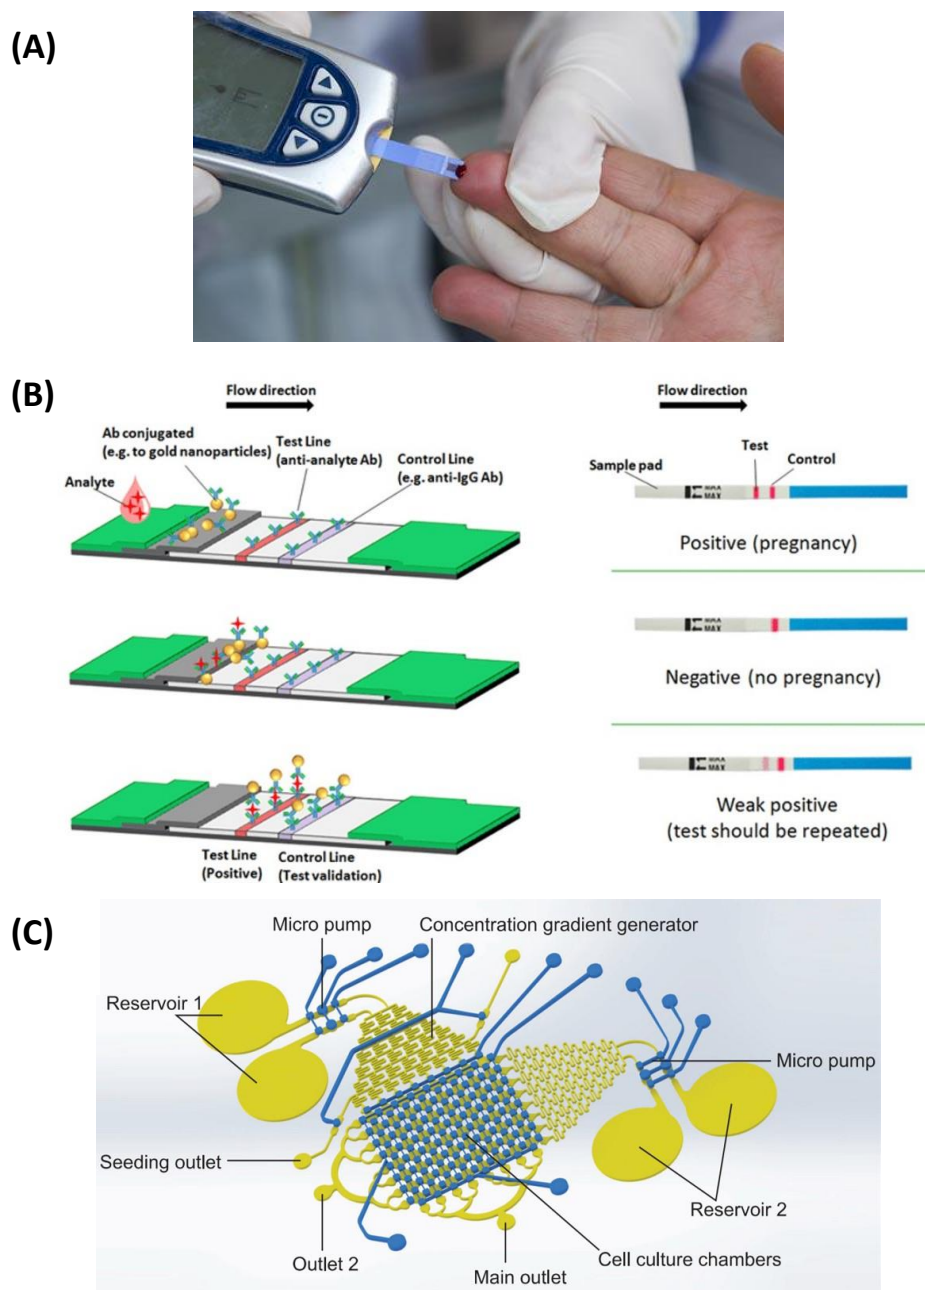 (A)
(B)
Flow direction
Ab conjugated
(e.g. to gold nanoparticles)
Test Line
(anti-analyte Ab)
Control Line
(e.g. anti-IgG Ab)
Analyte
Test Line
(Positive)
Control Line
(Test validation)
Flow direction
Sample pad
Test
Control
MAX
Positive (pregnancy)
MAX
Negative (no pregnancy)
MAX
Weak positive
(test should be repeated)
(C)
Micro pump
Concentration gradient generator
Reservoir 1
Micro pump
Seeding outlet
Reservoir 2
Outlet 2
Cell culture chambers
Main outlet